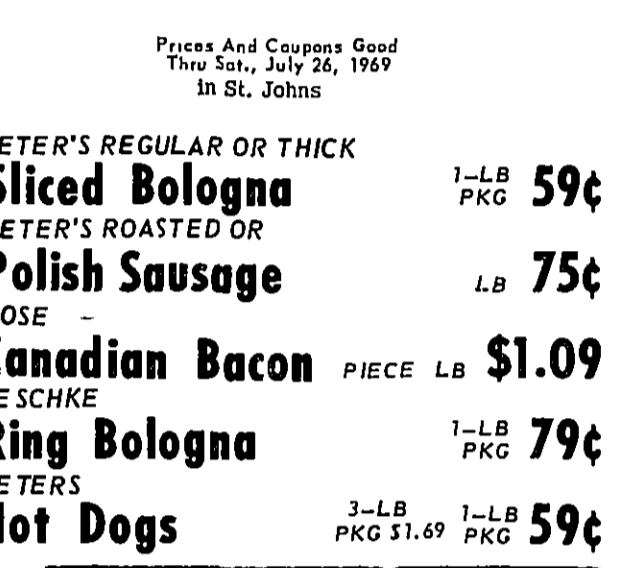 Prices And Coupons Good
Thru Sat., July 26, 1969
in St. Johns
ETER'S REGULAR OR THICK
Sliced Bologna 1-LB PKG 59¢
ETER'S ROASTED OR
Polish Sausage LB 75¢
OSE -
Canadian Bacon PIECE LB $1.09
ESCHKE
Ring Bologna 1-LB PKG 79¢
ETERS
Hot Dogs 3-LB PKG $1.69 1-LB PKG 59¢